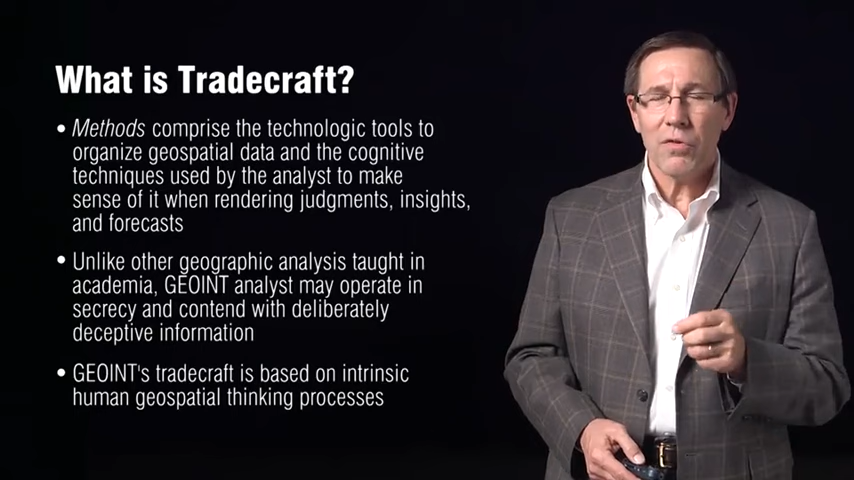 What is Tradecraft?
• Methods comprise the technologic tools to
organize geospatial data and the cognitive
techniques used by the analyst to make
sense of it when rendering judgments, insights,
and forecasts
• Unlike other geographic analysis taught in
academia, GEOINT analyst may operate in
secrecy and contend with deliberately
deceptive information
• GEOINT's tradecraft is based on intrinsic
human geospatial thinking processes